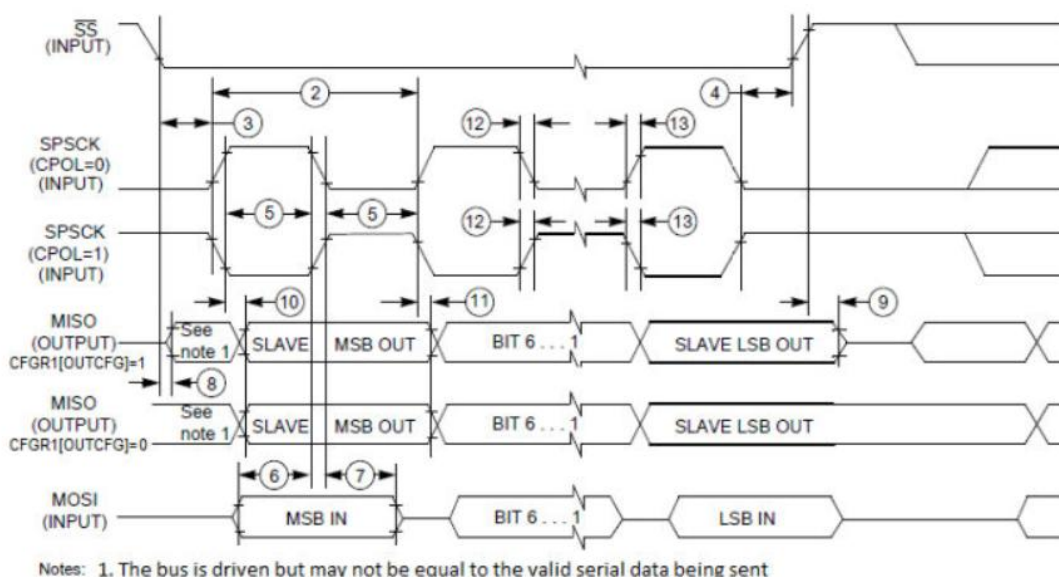 SS
(INPUT)
2
4
3
12
13
SPSCK
(CPOL=0)
(INPUT)
5
5
12
13
SPSCK
(CPOL=1)
(INPUT)
10
11
9
MISO
(OUTPUT)
CFGR1[OUTCFG]=1
See
note 1
SLAVE
MSB OUT
BIT 6 . . . 1
SLAVE LSB OUT
8
MISO
(OUTPUT)
CFGR1[OUTCFG]=0
See
note 1
SLAVE
MSB OUT
BIT 6 . . . 1
SLAVE LSB OUT
6
7
MOSI
(INPUT)
MSB IN
BIT 6 . . . 1
LSB IN
Notes: 1. The bus is driven but may not be equal to the valid serial data being sent